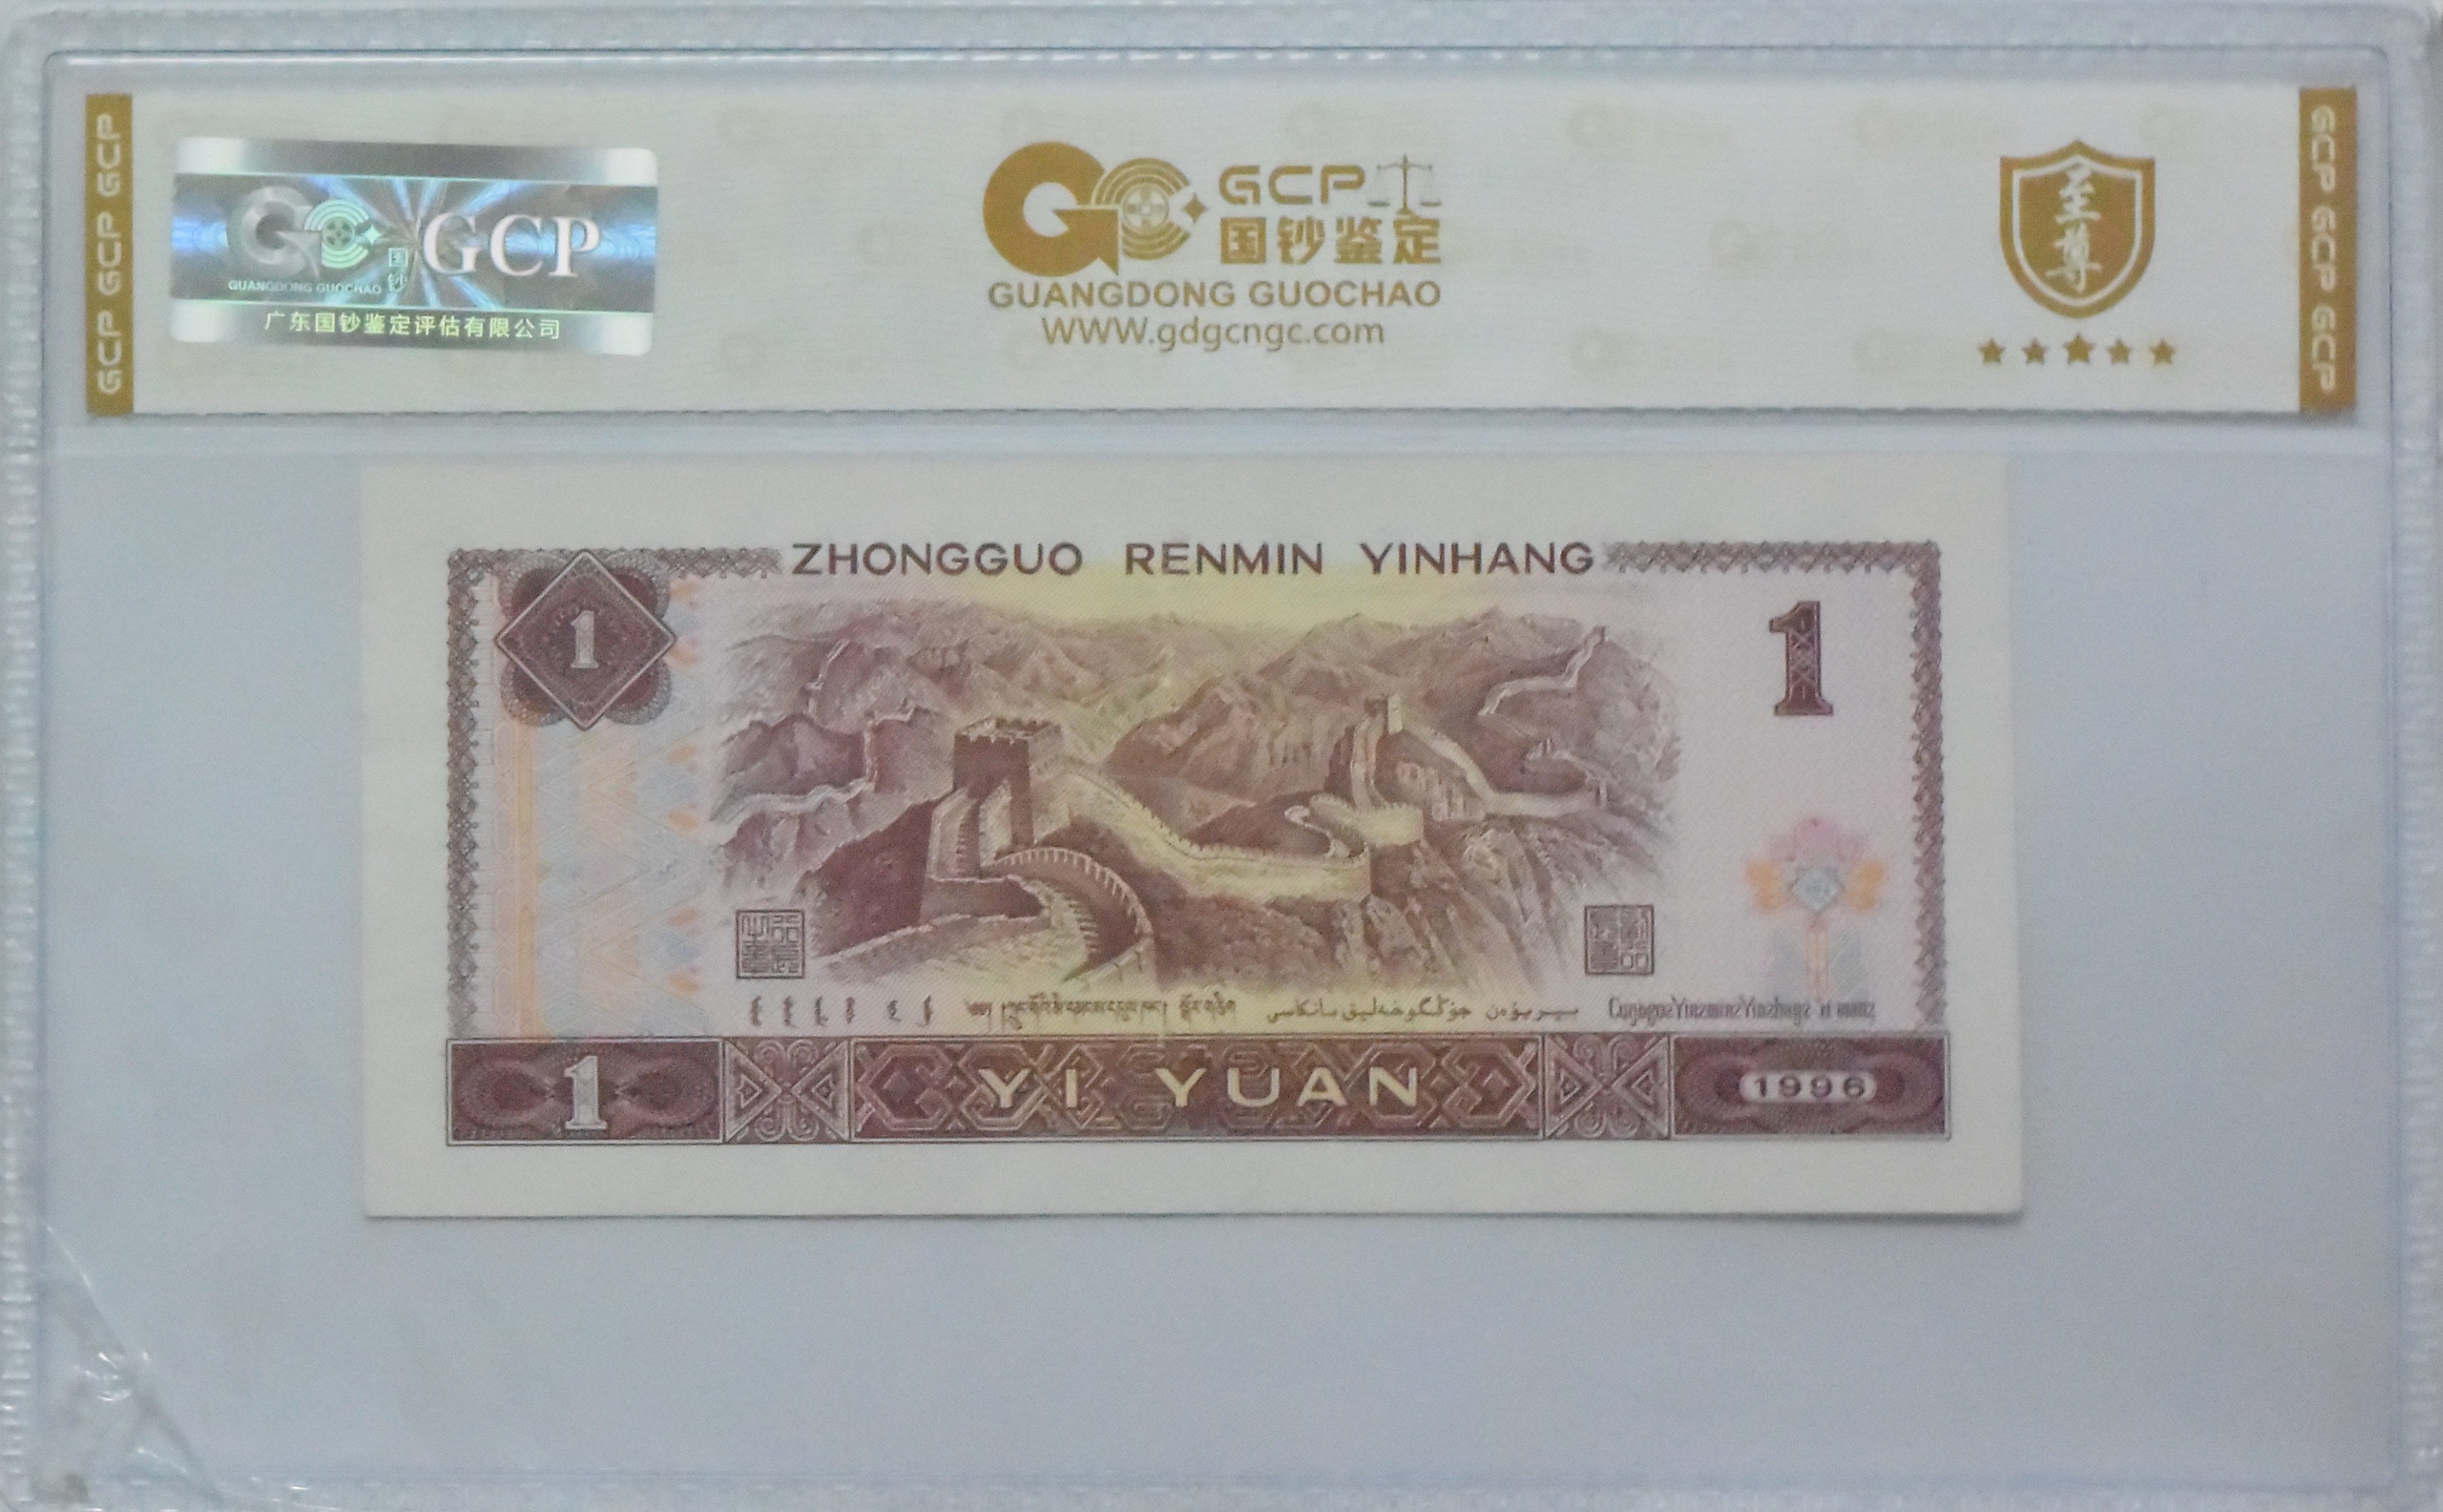 GCP GCP GCP
GCP
国钞
GUANGDONG GUOCHAO
广东国钞鉴定评估有限公司
GCP
国钞鉴定
GUANGDONG GUOCHAO
WWW.gdgcngc.com
至尊
GCP GCP GCP
ZHONGGUO RENMIN YINHANG
1
1
1
YI YUAN
1996